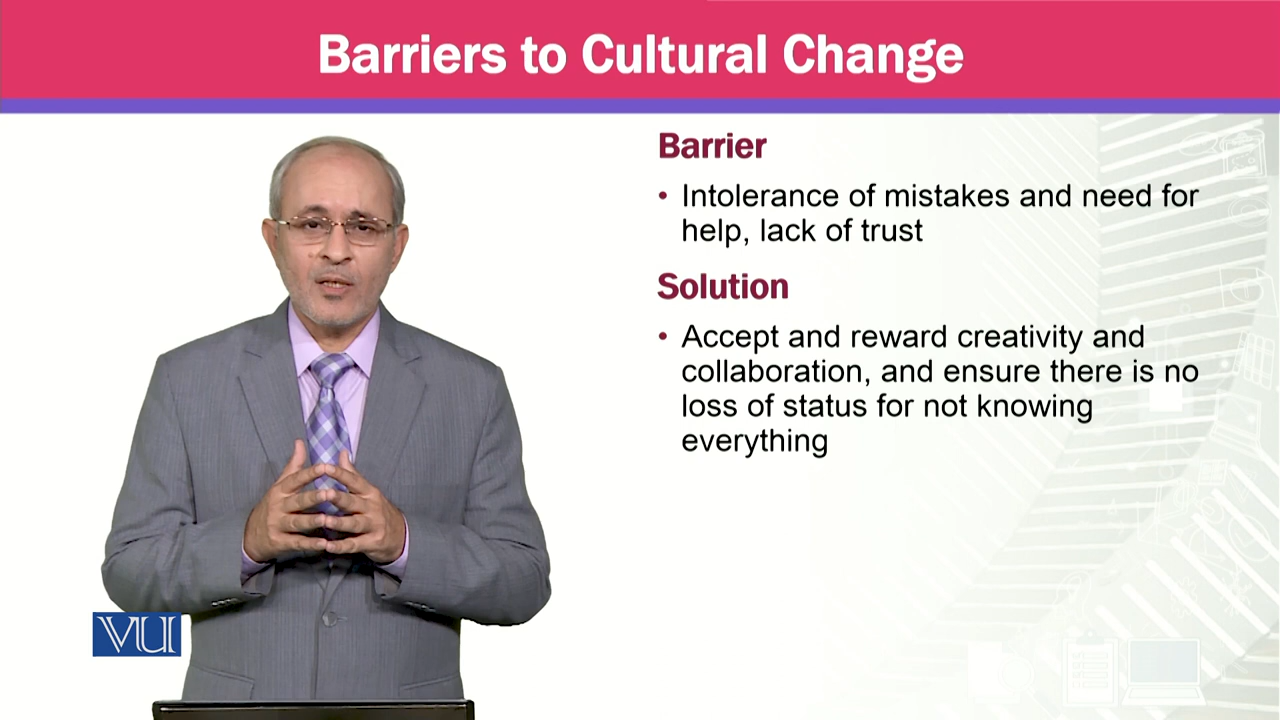 Barriers to Cultural Change
Barrier
• Intolerance of mistakes and need for
help, lack of trust
Solution
• Accept and reward creativity and
collaboration, and ensure there is no
loss of status for not knowing
everything
VU